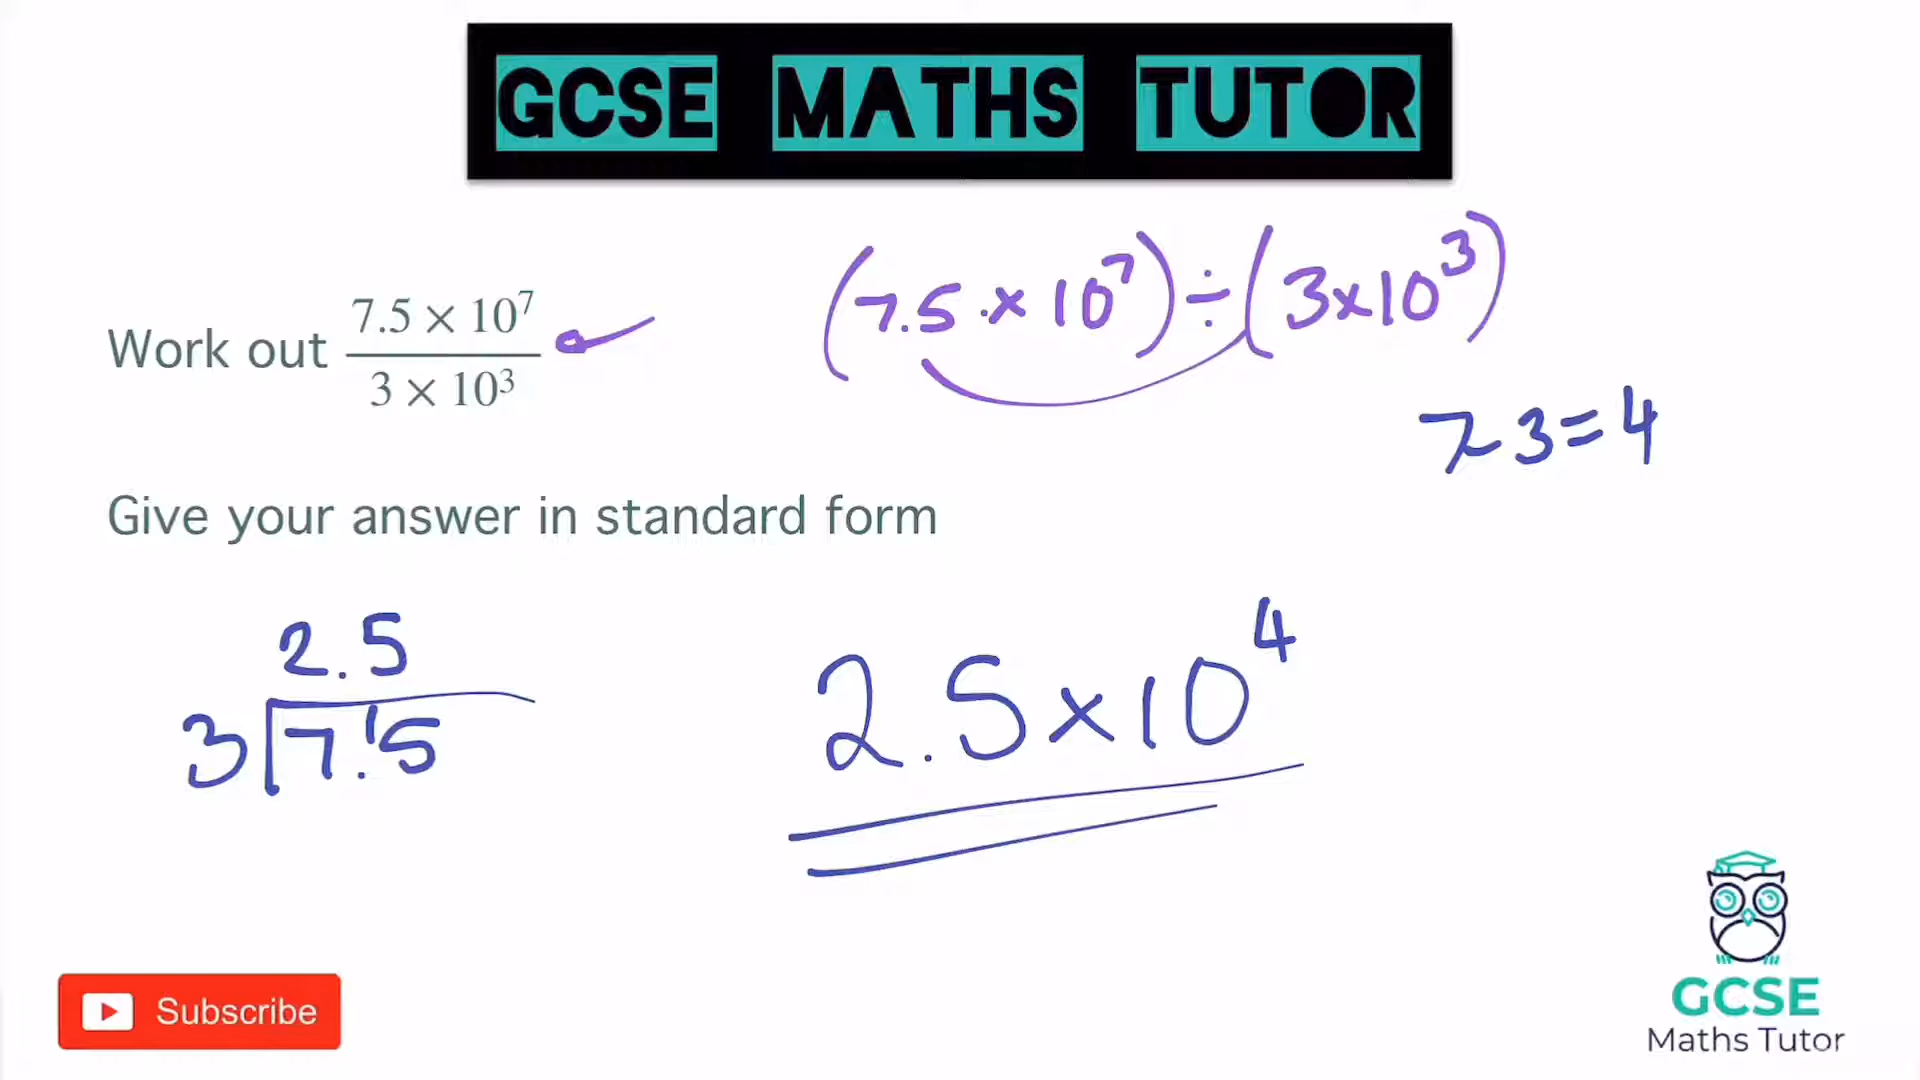 GCSE MATHS TUTOR
(7.5 × 10⁷) ÷ (3×10³)
Work out 7.5 × 10⁷
3 × 10³
7-3=4
Give your answer in standard form
2.5
3 7.15
2.5×10⁴
Subscribe
GCSE
Maths Tutor